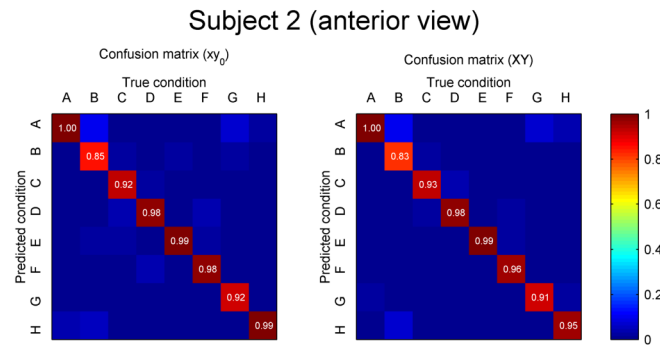 Subject 2 (anterior view)
Confusion matrix (xy0)
True condition
A B C D E F G H
Predicted condition
A
B
C
D
E
F
G
H
1.00
0.85
0.92
0.98
0.99
0.98
0.92
0.99
Confusion matrix (XY)
True condition
A B C D E F G H
Predicted condition
A
B
C
D
E
F
G
H
1.00
0.83
0.93
0.98
0.99
0.96
0.91
0.95
1
0.8
0.6
0.4
0.2
0